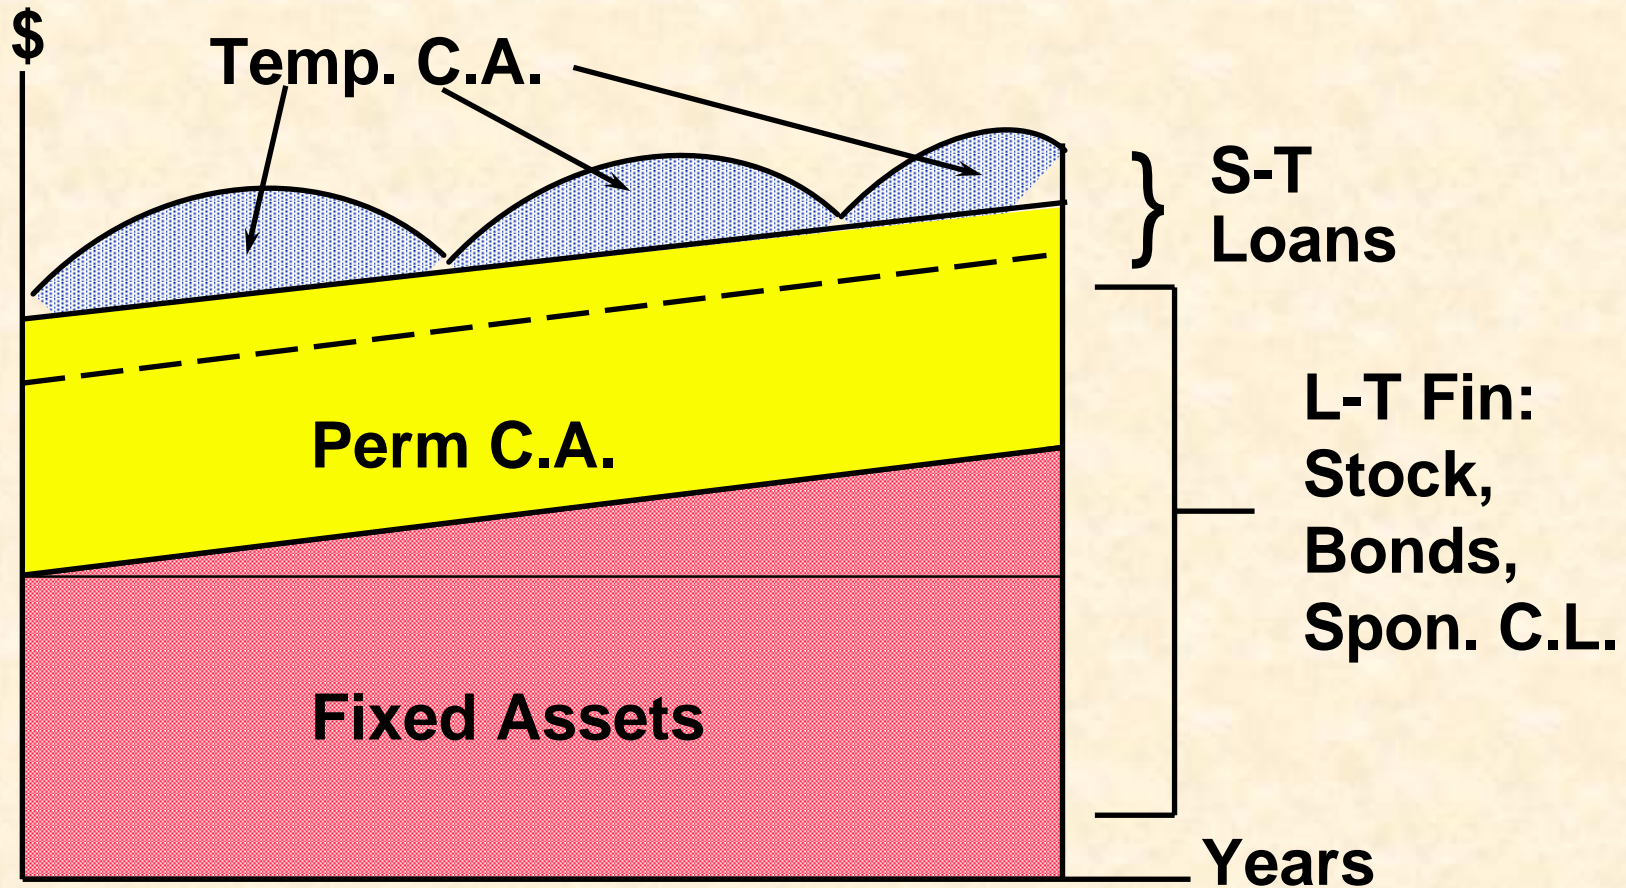 $
Temp. C.A.
} S-T
Loans
Perm C.A.
L-T Fin:
Stock,
Bonds,
Spon. C.L.
Fixed Assets
Years